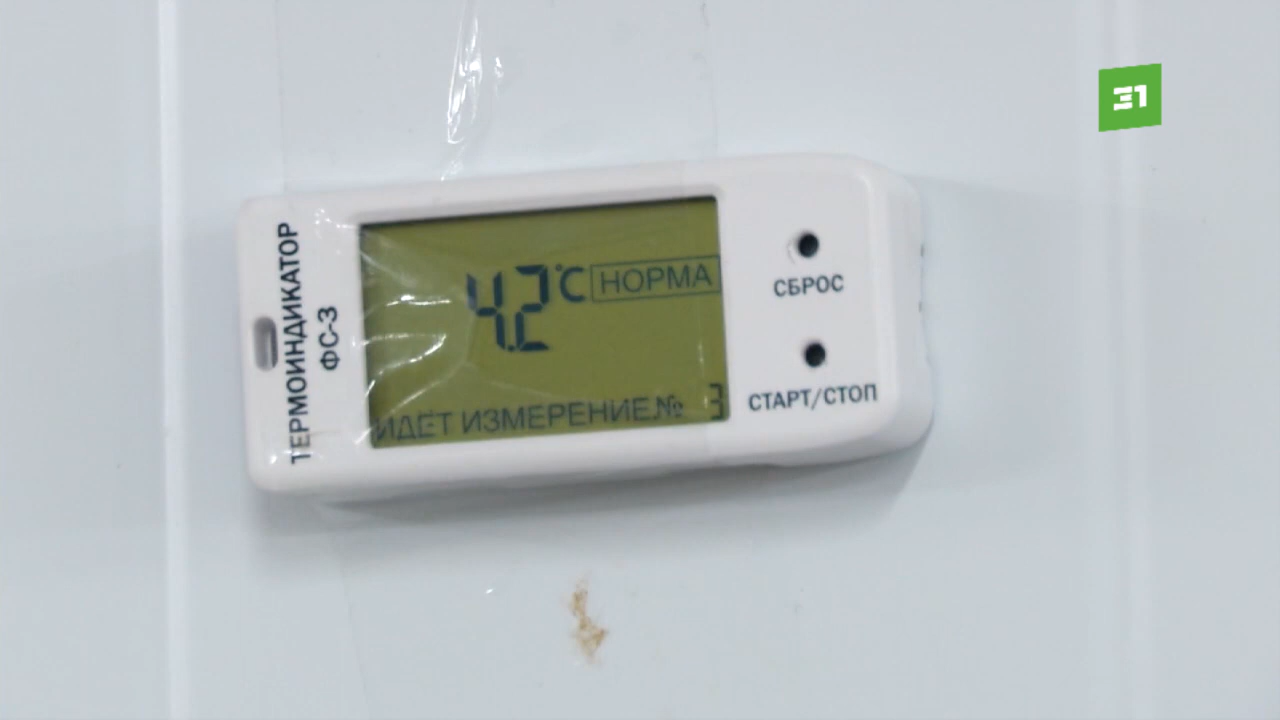 31
ТЕРМОИНДИКАТОР
ФС-3
4.2°C НОРМА
ИДЕТ ИЗМЕРЕНИЕ № 3
СБРОС
СТАРТ/СТОП